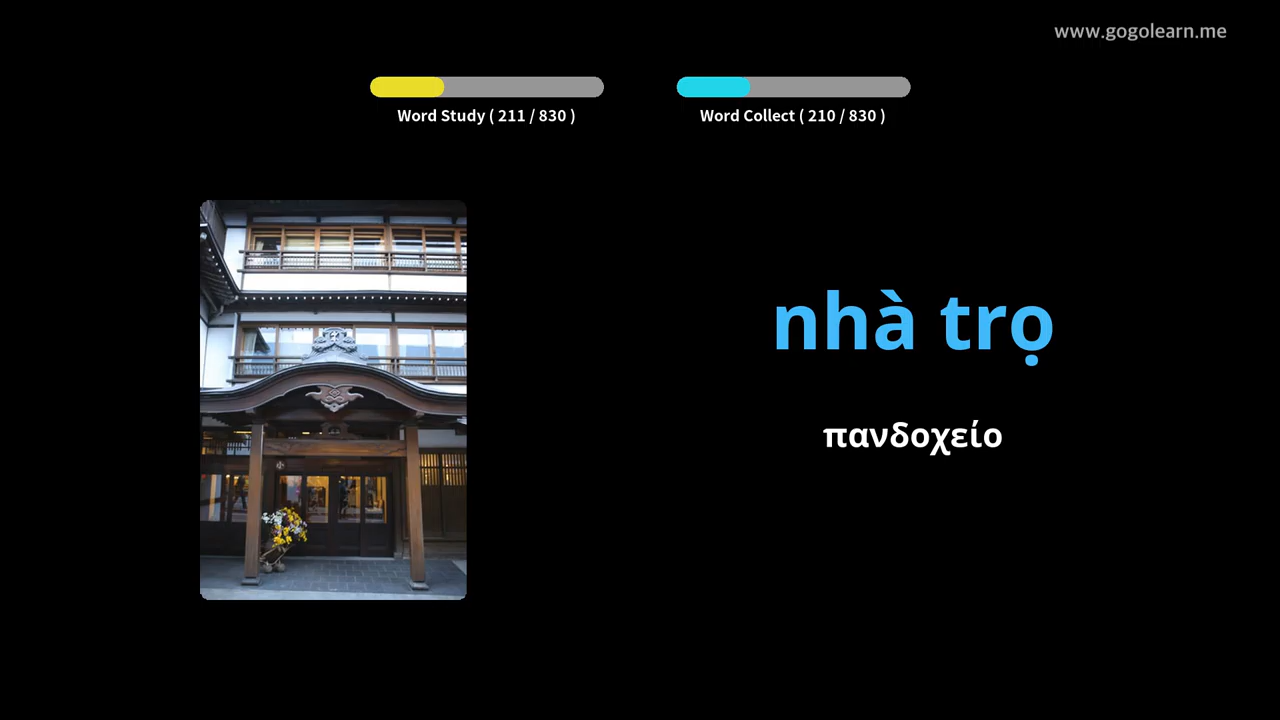 www.gogolearn.me
Word Study ( 211 / 830 )
Word Collect ( 210 / 830 )
nhà trọ
πανδοχείο